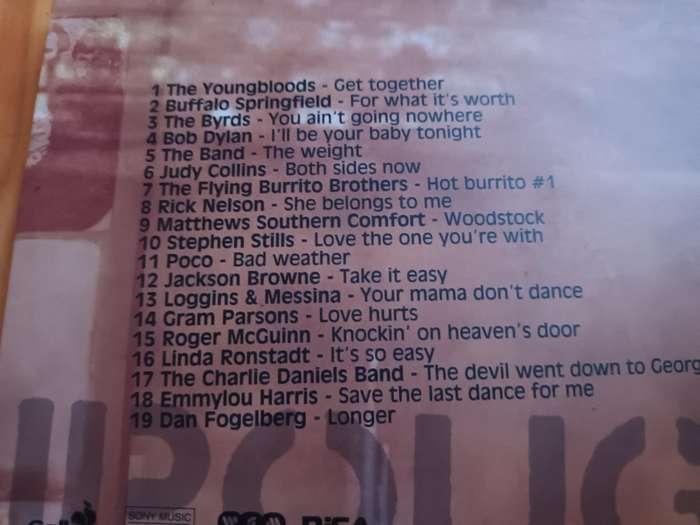 1 The Youngbloods - Get together
2 Buffalo Springfield - For what it's worth
3 The Byrds - You ain't going nowhere
4 Bob Dylan - I'll be your baby tonight
5 The Band - The weight
6 Judy Collins - Both sides now
7 The Flying Burrito Brothers - Hot burrito #1
8 Rick Nelson - She belongs to me
9 Matthews Southern Comfort - Woodstock
10 Stephen Stills - Love the one you're with
11 Poco - Bad weather
12 Jackson Browne - Take it easy
13 Loggins & Messina - Your mama don't dance
14 Gram Parsons - Love hurts
15 Roger McGuinn - Knockin' on heaven's door
16 Linda Ronstadt - It's so easy
17 The Charlie Daniels Band - The devil went down to Georg
18 Emmylou Harris - Save the last dance for me
19 Dan Fogelberg - Longer
SONY MUSIC